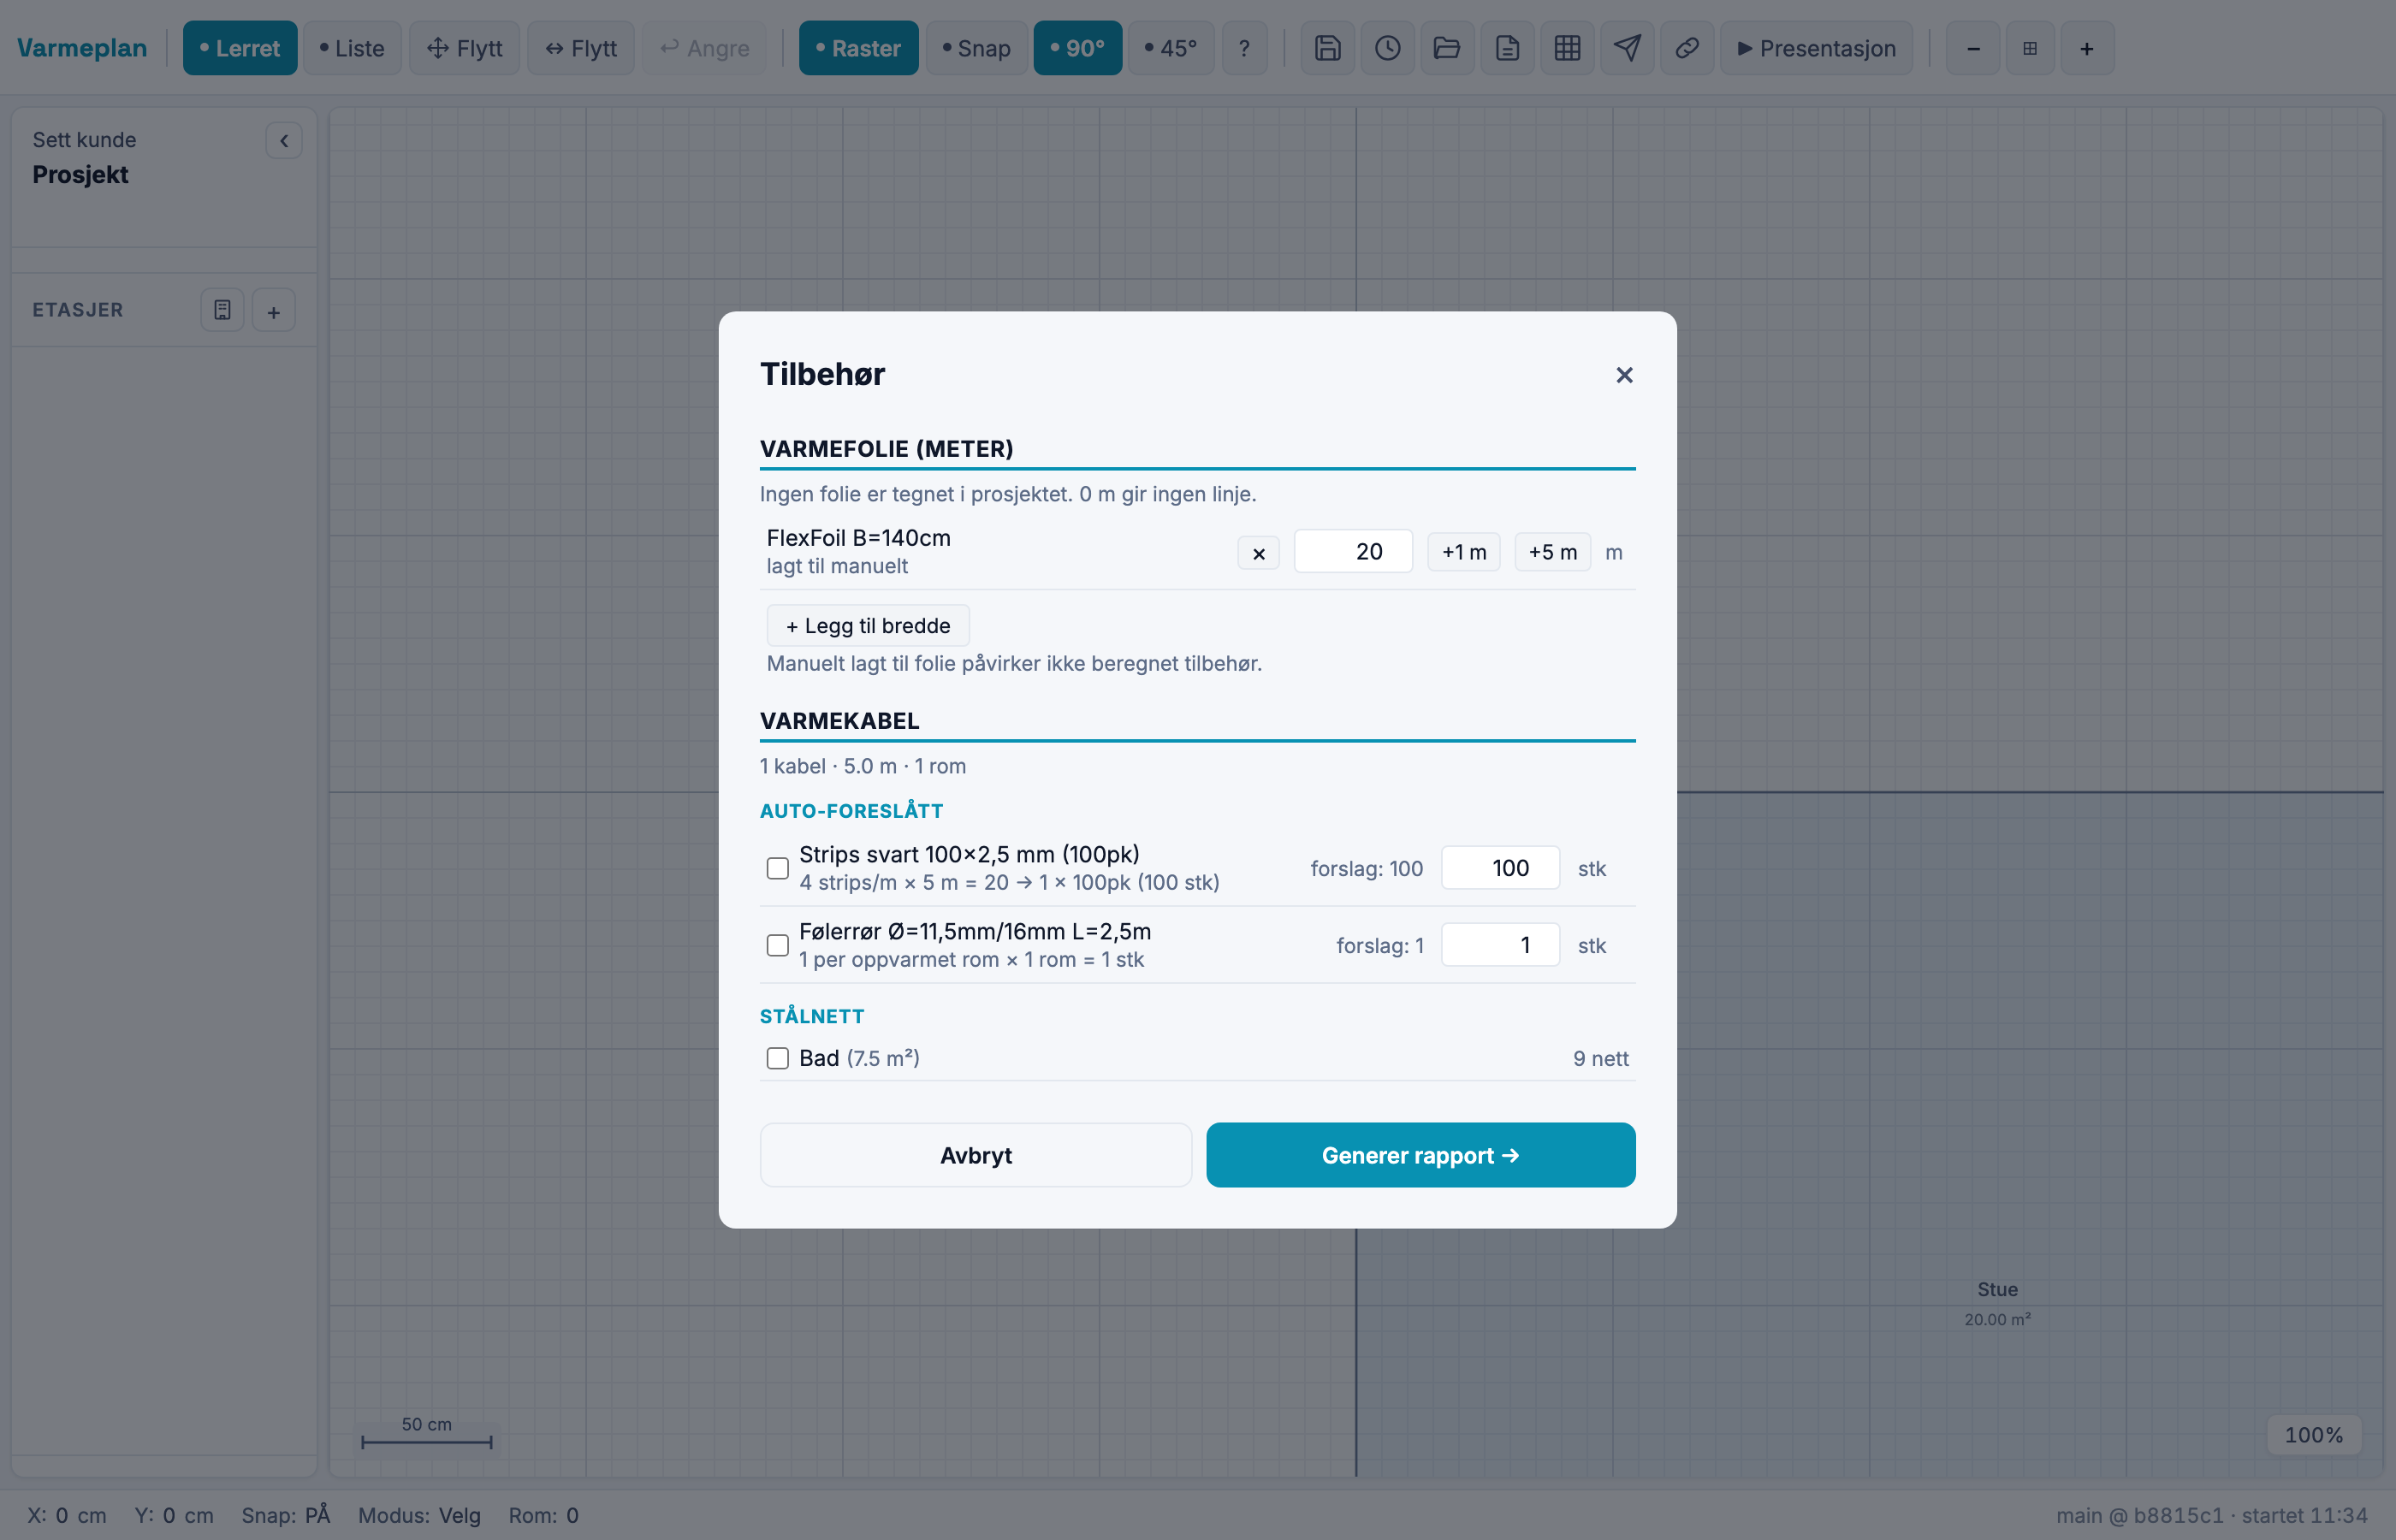 Varmeplan
• Lerret
• Liste
Flytt
↔ Flytt
↩ Angre
• Raster
• Snap
• 90°
• 45°
?
▶ Presentasjon
−
⊞
+
Sett kunde
Prosjekt
ETASJER
+
Tilbehør
×
VARMEFOLIE (METER)
Ingen folie er tegnet i prosjektet. 0 m gir ingen linje.
FlexFoil B=140cm
lagt til manuelt
× 20 +1 m +5 m m
+ Legg til bredde
Manuelt lagt til folie påvirker ikke beregnet tilbehør.
VARMEKABEL
1 kabel · 5.0 m · 1 rom
AUTO-FORESLÅTT
Strips svart 100×2,5 mm (100pk)
4 strips/m × 5 m = 20 → 1 × 100pk (100 stk)
forslag: 100 100 stk
Følerrør Ø=11,5mm/16mm L=2,5m
1 per oppvarmet rom × 1 rom = 1 stk
forslag: 1 1 stk
STÅLNETT
Bad (7.5 m²) 9 nett
Avbryt
Generer rapport →
Stue
20.00 m²
50 cm
100%
X: 0 cm Y: 0 cm Snap: PÅ Modus: Velg Rom: 0
main @ b8815c1 · startet 11:34